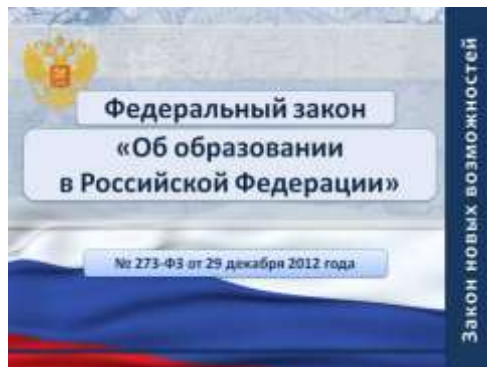 Федеральный закон
«Об образовании
в Российской Федерации»
№ 273-ФЗ от 29 декабря 2012 года
Закон новых возможностей